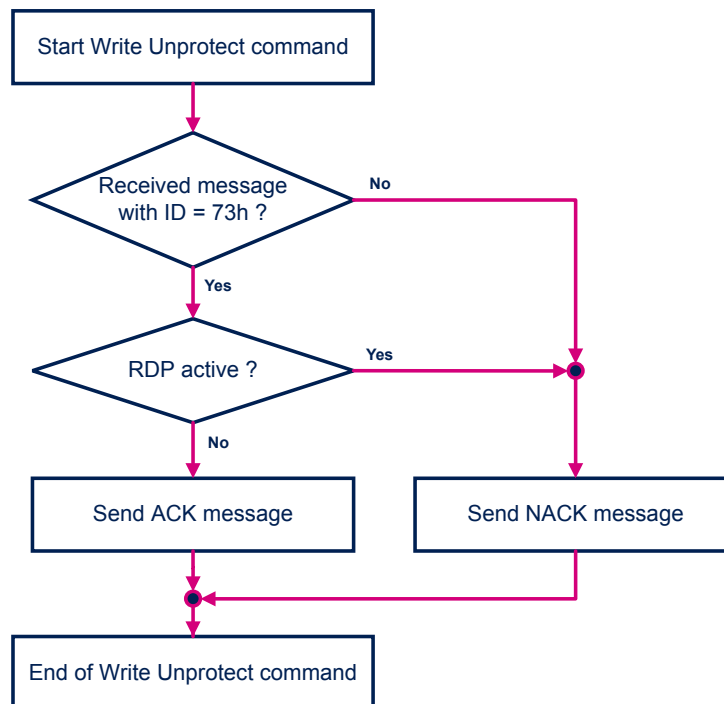 Start Write Unprotect command
Received message
with ID = 73h ?
No
Yes
RDP active ?
Yes
No
Send ACK message
Send NACK message
End of Write Unprotect command